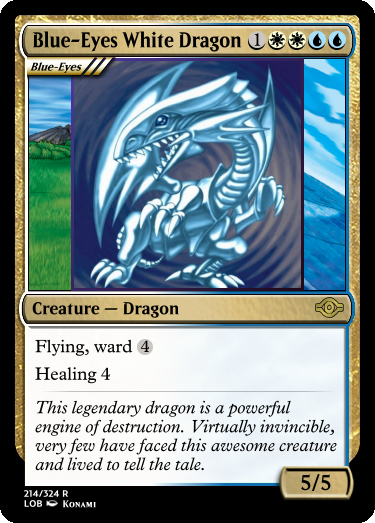 Blue-Eyes White Dragon 1
Blue-Eyes
Creature — Dragon
Flying, ward 4
Healing 4
This legendary dragon is a powerful
engine of destruction. Virtually invincible,
very few have faced this awesome creature
and lived to tell the tale.
5/5
214/324 R
LOB Konami